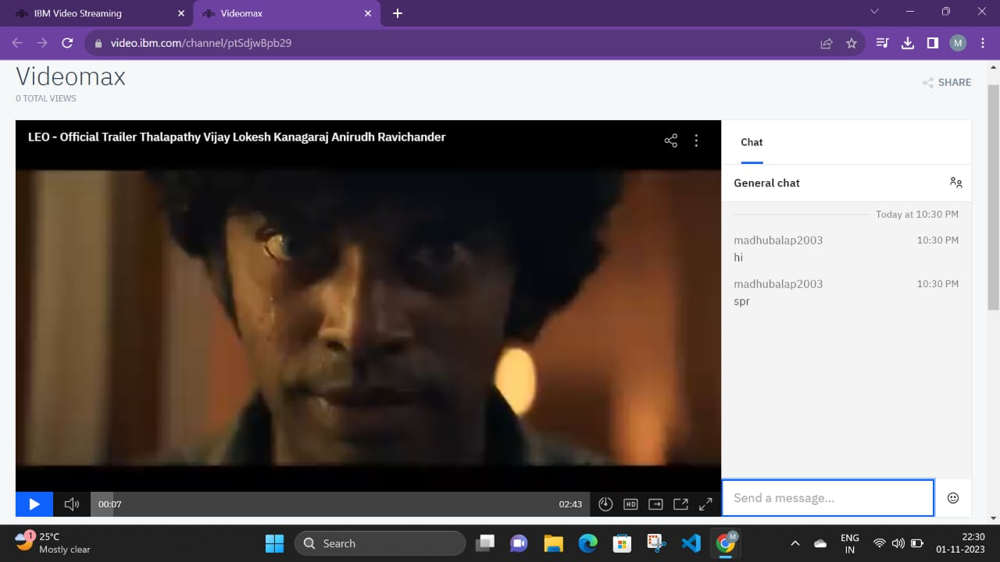 IBM Video Streaming
Videomax
video.ibm.com/channel/ptSdjwBpb29
M
Videomax
0 TOTAL VIEWS
SHARE
LEO - Official Trailer Thalapathy Vijay Lokesh Kanagaraj Anirudh Ravichander
Chat
General chat
Today at 10:30 PM
madhubalap2003 10:30 PM
hi
madhubalap2003 10:30 PM
spr
00:07
02:43
HD
Send a message...
1
25°C
Mostly clear
Search
M
ENG
IN
22:30
01-11-2023